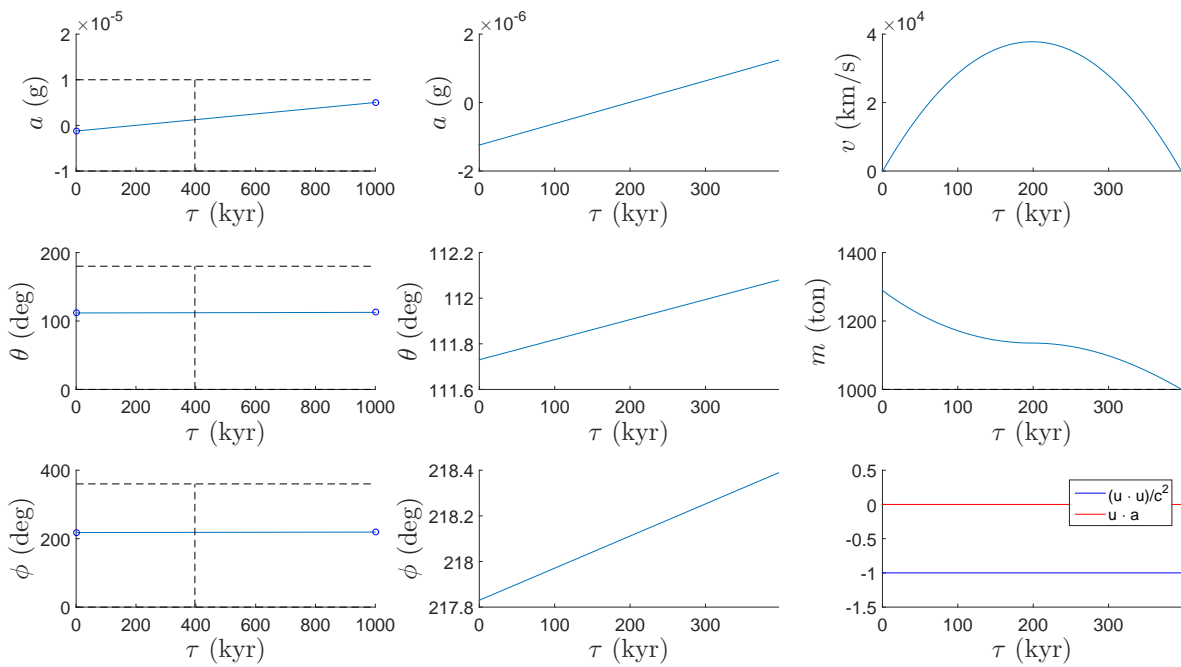 ×10⁻⁵
2
1
0
-1
a (g)
0 200 400 600 800 1000
τ (kyr)
×10⁻⁶
2
0
-2
a (g)
0 100 200 300
τ (kyr)
×10⁴
4
2
0
v (km/s)
0 100 200 300
τ (kyr)
200
100
0
θ (deg)
0 200 400 600 800 1000
τ (kyr)
112.2
112
111.8
111.6
θ (deg)
0 100 200 300
τ (kyr)
1400
1200
1000
m (ton)
0 100 200 300
τ (kyr)
400
200
0
ϕ (deg)
0 200 400 600 800 1000
τ (kyr)
218.4
218.2
218
217.8
ϕ (deg)
0 100 200 300
τ (kyr)
0.5
0
-0.5
-1
-1.5
(u · u)/c²
u · a
0 100 200 300
τ (kyr)